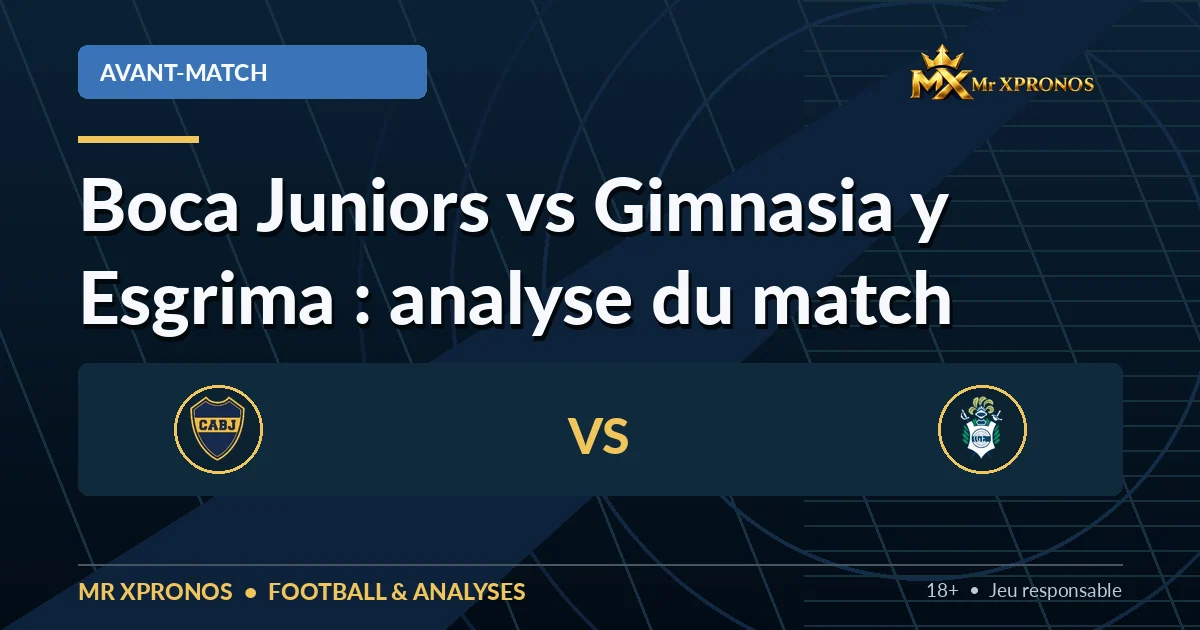 AVANT-MATCH
MX Mr XPRONOS
Boca Juniors vs Gimnasia y
Esgrima : analyse du match
CABJ
VS
MR XPRONOS • FOOTBALL & ANALYSES
18+ • Jeu responsable